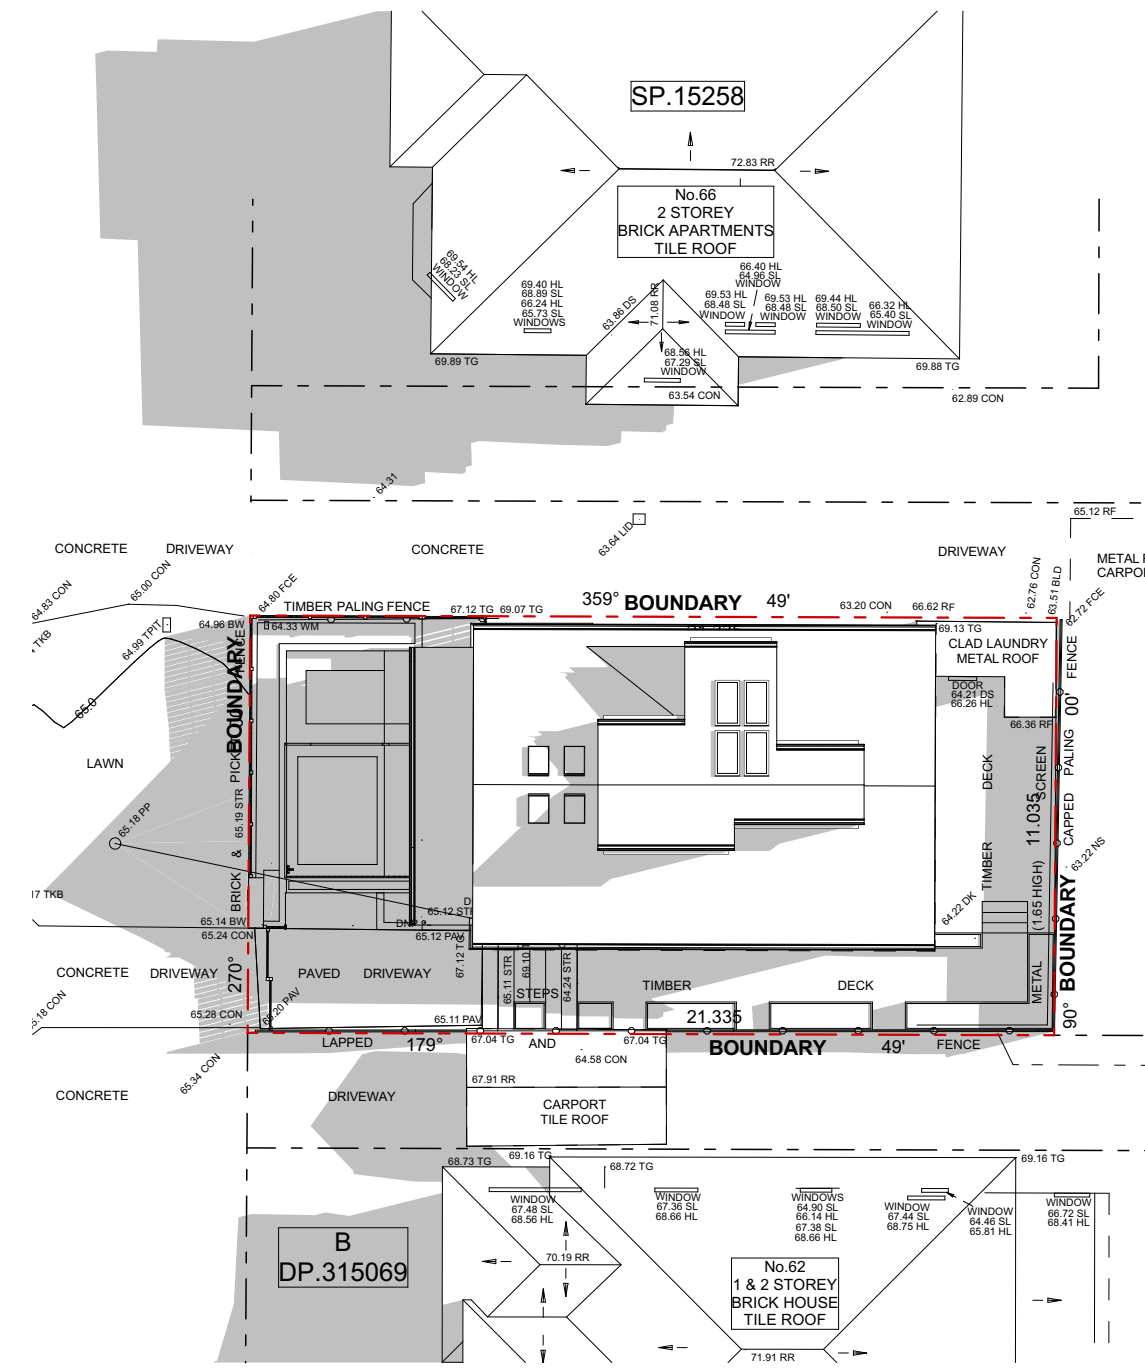 SP.15258
72.83 RR
No.66
2 STOREY
BRICK APARTMENTS
TILE ROOF
69.54 HL
68.23 SL
WINDOW
69.40 HL
68.89 SL
66.24 HL
65.73 SL
WINDOWS
63.86 DS
71.08 RR
66.40 HL
64.96 SL
WINDOW
69.53 HL
68.48 SL
WINDOW
69.53 HL
68.48 SL
69.44 HL
68.50 SL
WINDOW
66.32 HL
65.40 SL
WINDOW
68.56 HL
67.29 SL
WINDOW
69.89 TG
69.88 TG
63.54 CON
62.89 CON
64.31
65.12 RF
63.64 LID
CONCRETE
DRIVEWAY
CONCRETE
DRIVEWAY
METAL
64.83 CON
65.00 CON
64.80 FCE
62.76 CON
63.51 BLD
62.72 FCE
TIMBER PALING FENCE
67.12 TG
69.07 TG
359° BOUNDARY 49'
63.20 CON
66.62 RF
TKB
64.99 TPIT
64.96 BW
64.33 WM
69.13 TG
CLAD LAUNDRY
METAL ROOF
DOOR
64.21 DS
66.26 HL
66.36 RF
65.0
BOUNDARY
270°
BRICK & PICKET FENCE
65.19 STR
LAWN
65.18 PP
TIMBER DECK
METAL (1.65 HIGH) SCREEN
11.035
CAPPED PALING FENCE
90° BOUNDARY 00'
63.22 NS
17 TKB
65.14 BW
65.24 CON
65.12 STR
65.12 PAV
67.12 TG
64.22 DK
CONCRETE
DRIVEWAY
PAVED
DRIVEWAY
65.11 STR
69.10
64.24 STR
STEPS
TIMBER
DECK
65.28 CON
65.20 PAV
65.11 PAV
21.335
LAPPED
179°
67.04 TG
AND
67.04 TG
BOUNDARY
49'
FENCE
64.58 CON
65.34 CON
67.91 RR
CONCRETE
DRIVEWAY
CARPORT
TILE ROOF
68.73 TG
69.16 TG
68.72 TG
69.16 TG
WINDOW
67.48 SL
68.56 HL
WINDOW
67.36 SL
68.66 HL
WINDOWS
64.90 SL
66.14 HL
67.38 SL
68.66 HL
WINDOW
67.44 SL
68.75 HL
WINDOW
64.46 SL
65.81 HL
WINDOW
66.72 SL
68.41 HL
B
DP.315069
70.19 RR
No.62
1 & 2 STOREY
BRICK HOUSE
TILE ROOF
71.91 RR